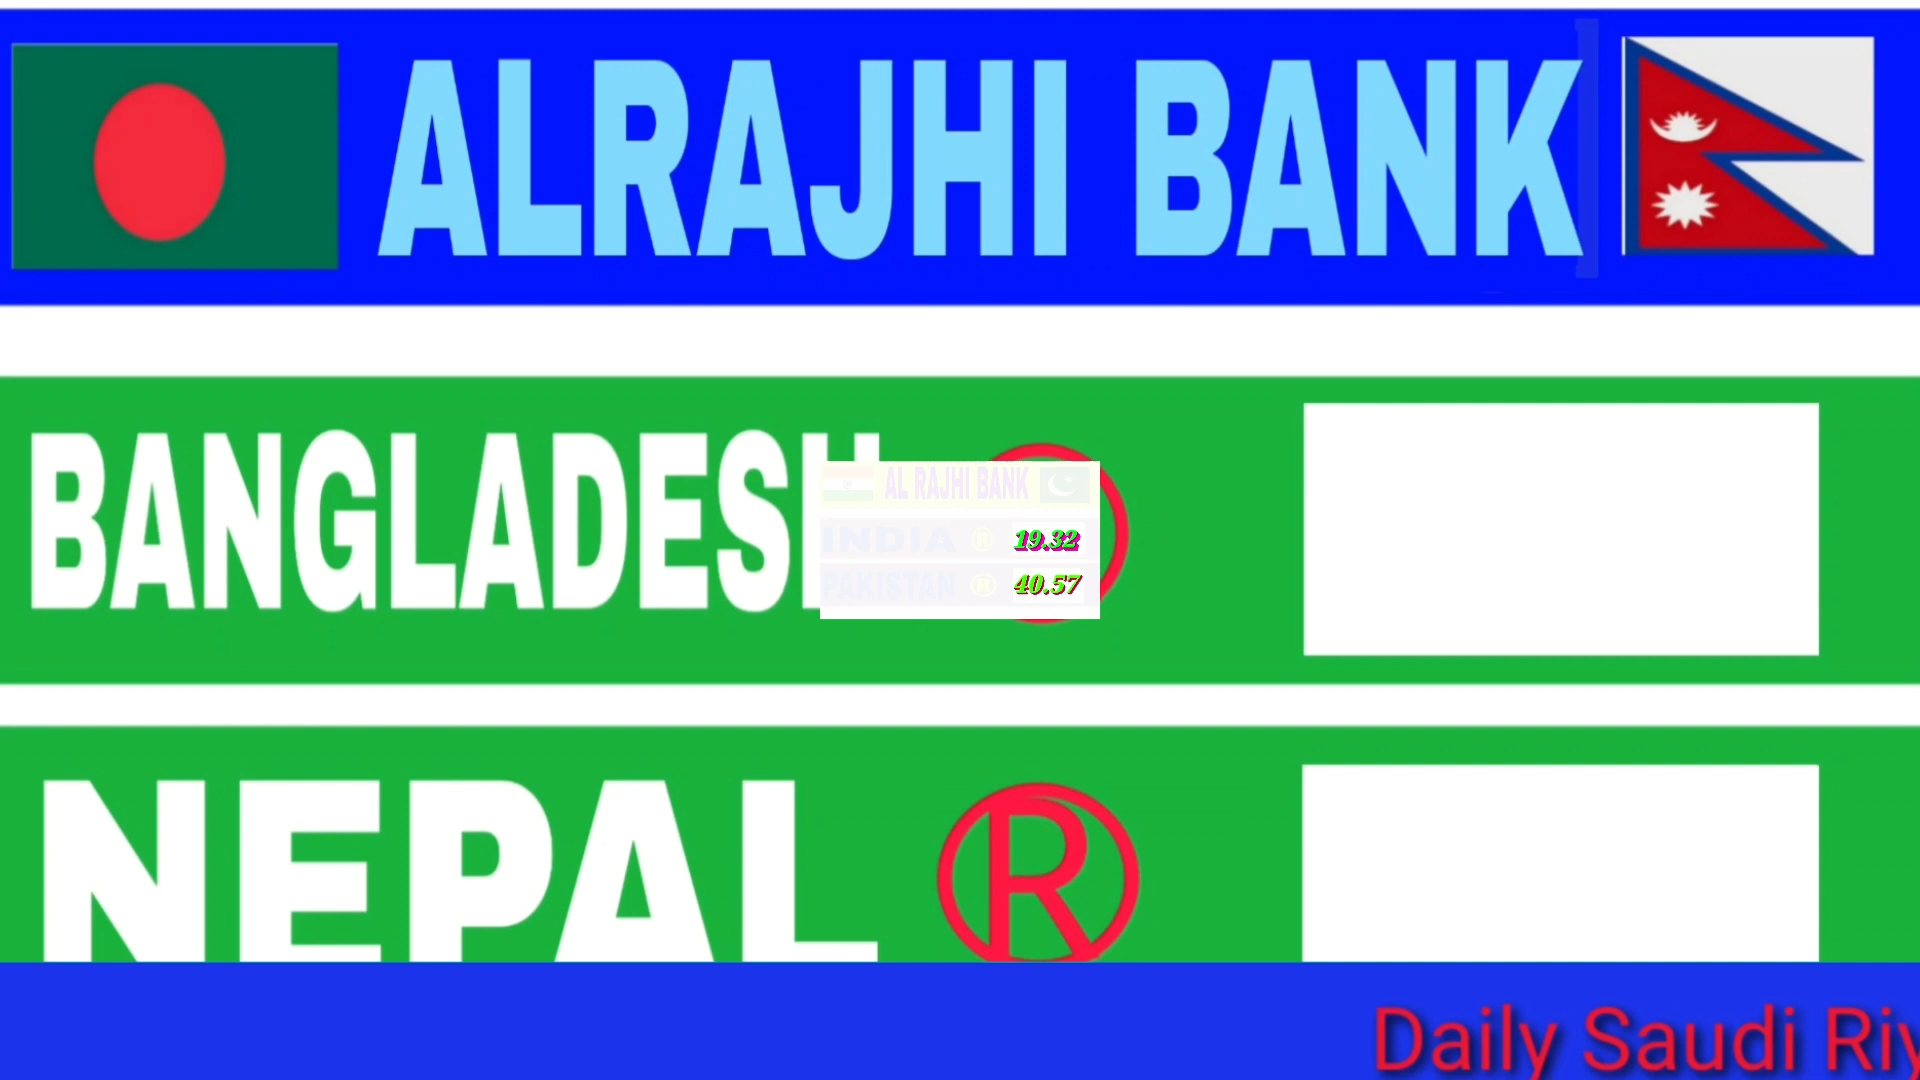 ALRAJHI BANK
BANGLADESH
AL RAJHI BANK
INDIA ® 19.32
PAKISTAN ® 40.57
NEPAL ®
Daily Saudi Riy